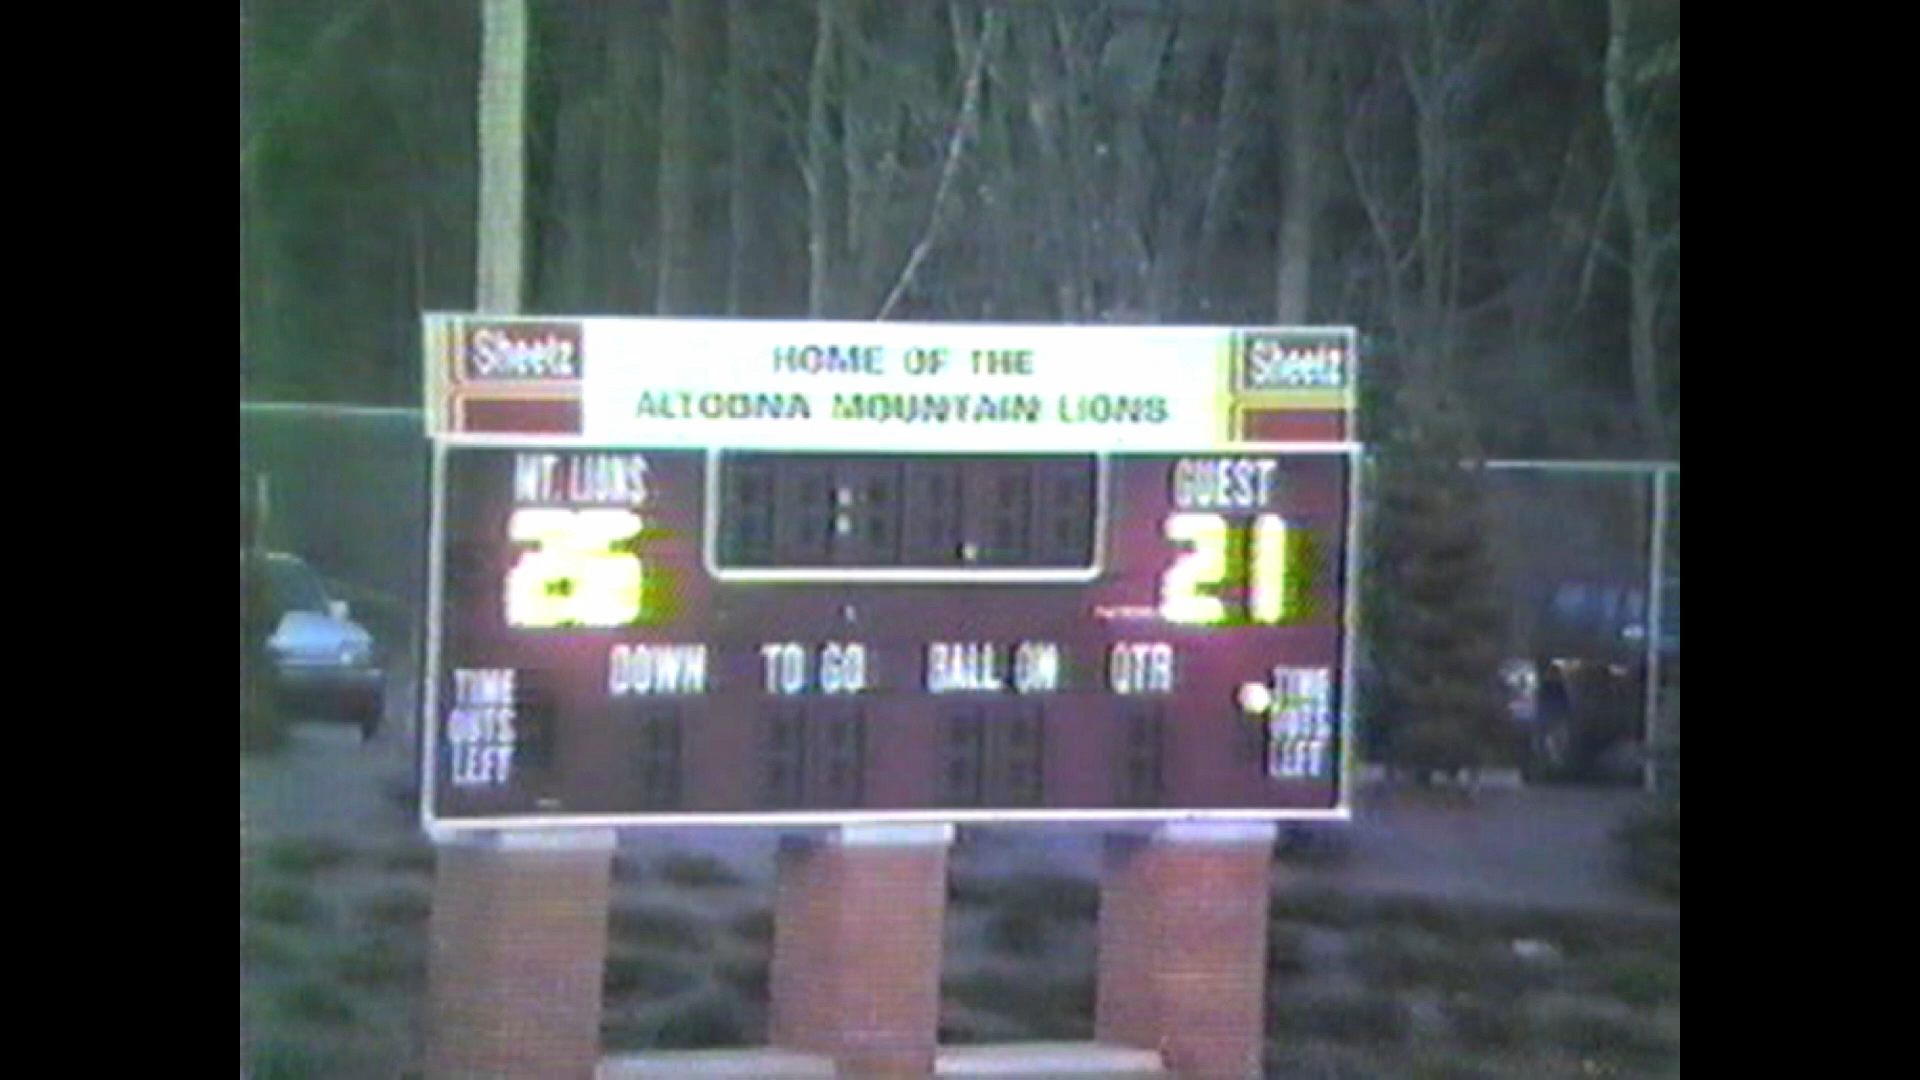 Sheetz
HOME OF THE
ALTOONA MOUNTAIN LIONS
Sheetz
MT. LIONS
GUEST
21
DOWN TO GO BALL ON QTR
TIME
OUTS
LEFT
TIME
OUTS
LEFT